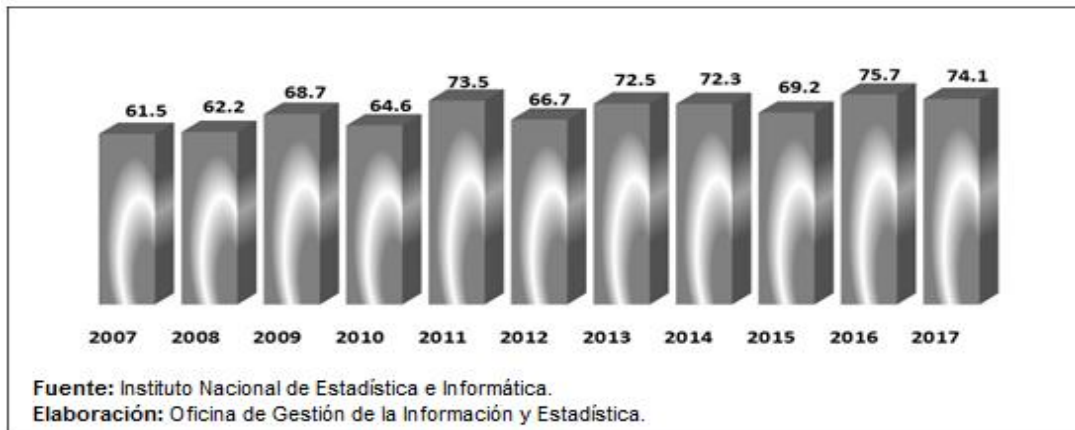 61.5 62.2 68.7 64.6 73.5 66.7 72.5 72.3 69.2 75.7 74.1
2007 2008 2009 2010 2011 2012 2013 2014 2015 2016 2017
Fuente: Instituto Nacional de Estadística e Informática.
Elaboración: Oficina de Gestión de la Información y Estadística.